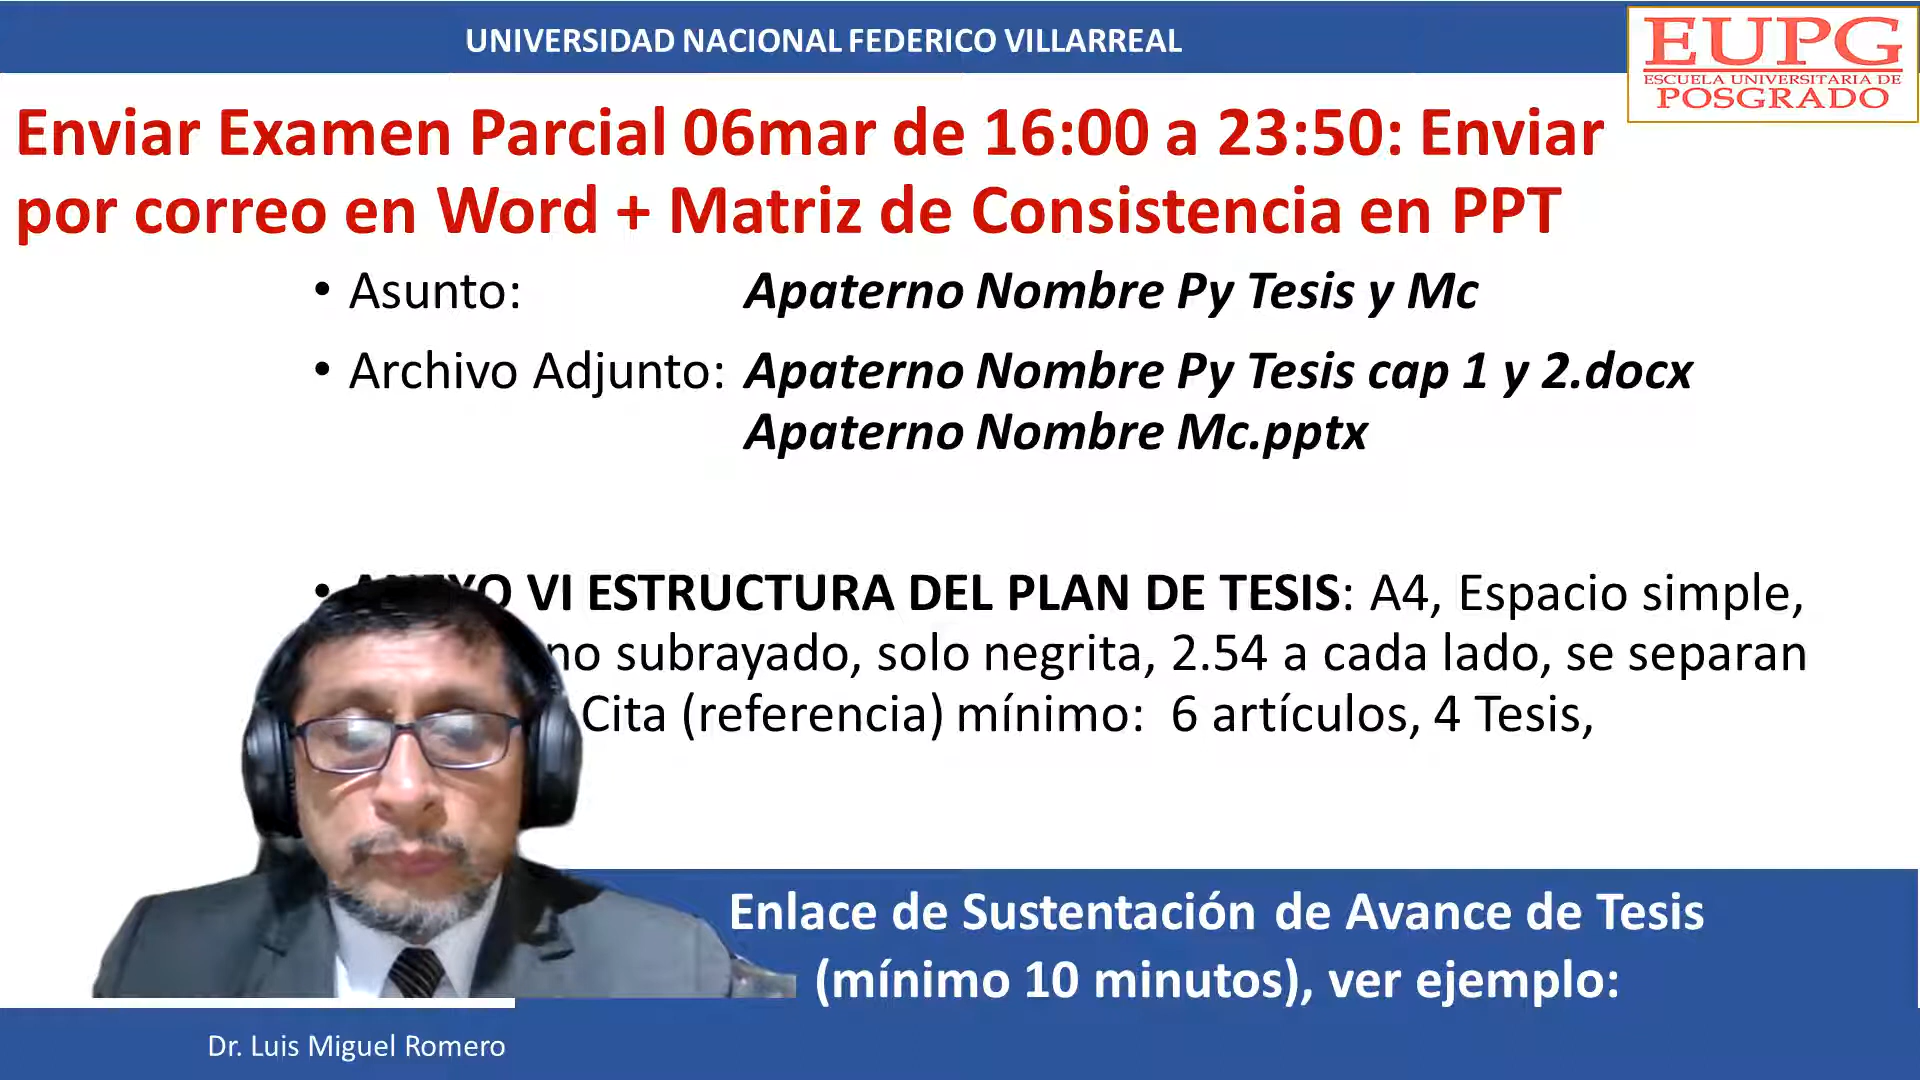 UNIVERSIDAD NACIONAL FEDERICO VILLARREAL
EUPG
ESCUELA UNIVERSITARIA DE
POSGRADO
Enviar Examen Parcial 06mar de 16:00 a 23:50: Enviar
por correo en Word + Matriz de Consistencia en PPT
• Asunto: Apaterno Nombre Py Tesis y Mc
• Archivo Adjunto: Apaterno Nombre Py Tesis cap 1 y 2.docx
Apaterno Nombre Mc.pptx
• VI ESTRUCTURA DEL PLAN DE TESIS: A4, Espacio simple,
no subrayado, solo negrita, 2.54 a cada lado, se separan
Cita (referencia) mínimo: 6 artículos, 4 Tesis,
Enlace de Sustentación de Avance de Tesis
(mínimo 10 minutos), ver ejemplo:
Dr. Luis Miguel Romero